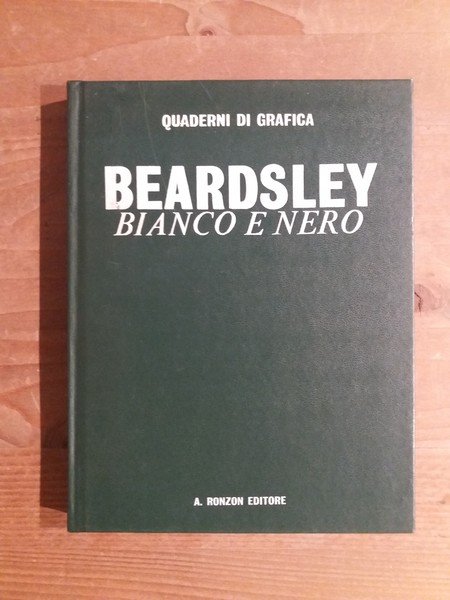 QUADERNI DI GRAFICA
BEARDSLEY
BIANCO E NERO
A. RONZON EDITORE